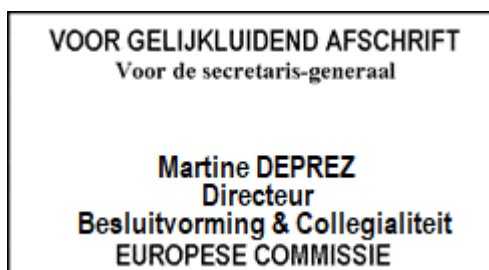 VOOR GELIJKLUIDEND AFSCHRIFT
Voor de secretaris-generaal
Martine DEPREZ
Directeur
Besluitvorming & Collegialiteit
EUROPESE COMMISSIE